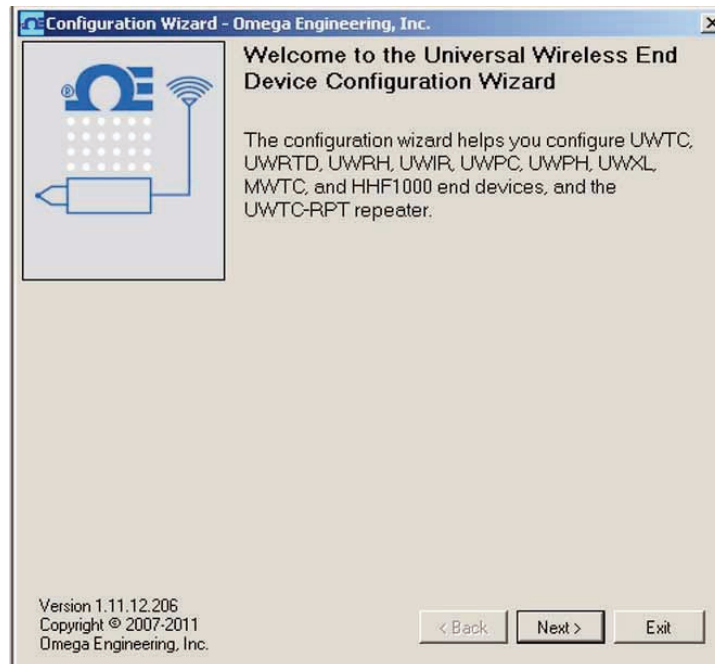 Configuration Wizard - Omega Engineering, Inc.
Welcome to the Universal Wireless End
Device Configuration Wizard
The configuration wizard helps you configure UWTC,
UWRTD, UWRH, UWIR, UWPC, UWPH, UWXL,
MWTC, and HHF1000 end devices, and the
UWTC-RPT repeater.
Version 1.11.12.206
Copyright © 2007-2011
Omega Engineering, Inc.
< Back
Next >
Exit